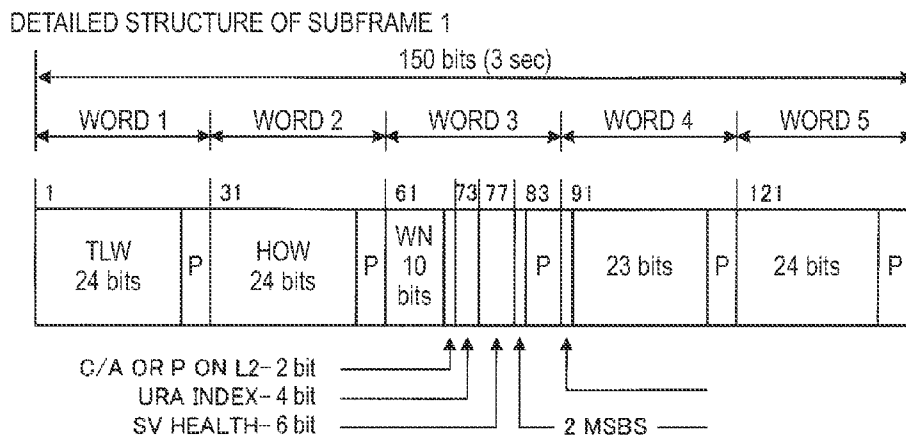 DETAILED STRUCTURE OF SUBFRAME 1
150 bits (3 sec)
WORD 1 WORD 2 WORD 3 WORD 4 WORD 5
1 31 61 73 77 83 91 121
TLW 24 bits P HOW 24 bits P WN 10 bits P 23 bits P 24 bits P
C/A OR P ON L2- 2 bit
URA INDEX- 4 bit
SV HEALTH- 6 bit 2 MSBS